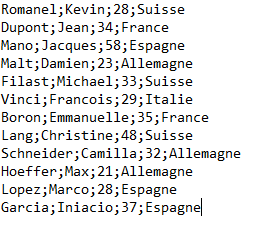 Romanel;Kevin;28;Suisse
Dupont;Jean;34;France
Mano;Jacques;58;Espagne
Malt;Damien;23;Allemagne
Filast;Michael;33;Suisse
Vinci;Francois;29;Italie
Boron;Emmanuelle;35;France
Lang;Christine;48;Suisse
Schneider;Camilla;32;Allemagne
Hoeffer;Max;21;Allemagne
Lopez;Marco;28;Espagne
Garcia;Iniacio;37;Espagne